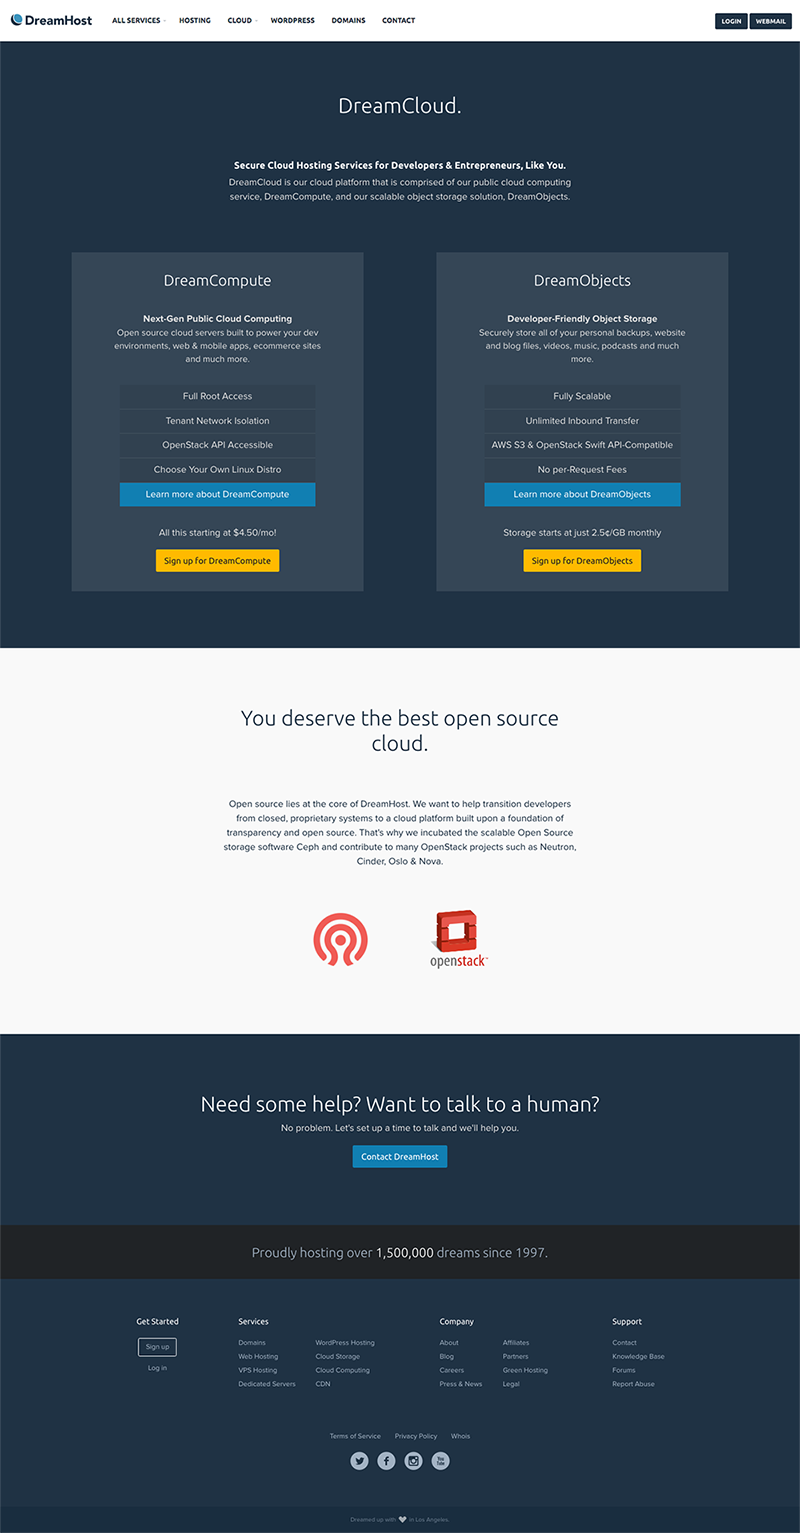 DreamHost ALL SERVICES HOSTING CLOUD WORDPRESS DOMAINS CONTACT LOGIN WEBMAIL
DreamCloud.
Secure Cloud Hosting Services for Developers & Entrepreneurs, Like You.
DreamCloud is our cloud platform that is comprised of our public cloud computing
service, DreamCompute, and our scalable object storage solution, DreamObjects.
DreamCompute
Next-Gen Public Cloud Computing
Open source cloud servers built to power your dev
environments, web & mobile apps, ecommerce sites
and much more.
Full Root Access
Tenant Network Isolation
OpenStack API Accessible
Choose Your Own Linux Distro
Learn more about DreamCompute
All this starting at $4.50/mo!
Sign up for DreamCompute
DreamObjects
Developer-Friendly Object Storage
Securely store all of your personal backups, website
and blog files, videos, music, podcasts and much
more.
Fully Scalable
Unlimited Inbound Transfer
AWS S3 & OpenStack Swift API-Compatible
No per-Request Fees
Learn more about DreamObjects
Storage starts at just 2.5¢/GB monthly
Sign up for DreamObjects
You deserve the best open source
cloud.
Open source lies at the core of DreamHost. We want to help transition developers
from closed, proprietary systems to a cloud platform built upon a foundation of
transparency and open source. That's why we incubated the scalable Open Source
storage software Ceph and contribute to many OpenStack projects such as Neutron,
Cinder, Oslo & Nova.
openstack™
Need some help? Want to talk to a human?
No problem. Let's set up a time to talk and we'll help you.
Contact DreamHost
Proudly hosting over 1,500,000 dreams since 1997.
Get Started
Sign up
Log in
Services
Domains
Web Hosting
VPS Hosting
Dedicated Servers
WordPress Hosting
Cloud Storage
Cloud Computing
CDN
Company
About
Blog
Careers
Press & News
Affiliates
Partners
Green Hosting
Legal
Support
Contact
Knowledge Base
Forums
Report Abuse
Terms of Service Privacy Policy Whois
You Tube
Dreamed up with in Los Angeles